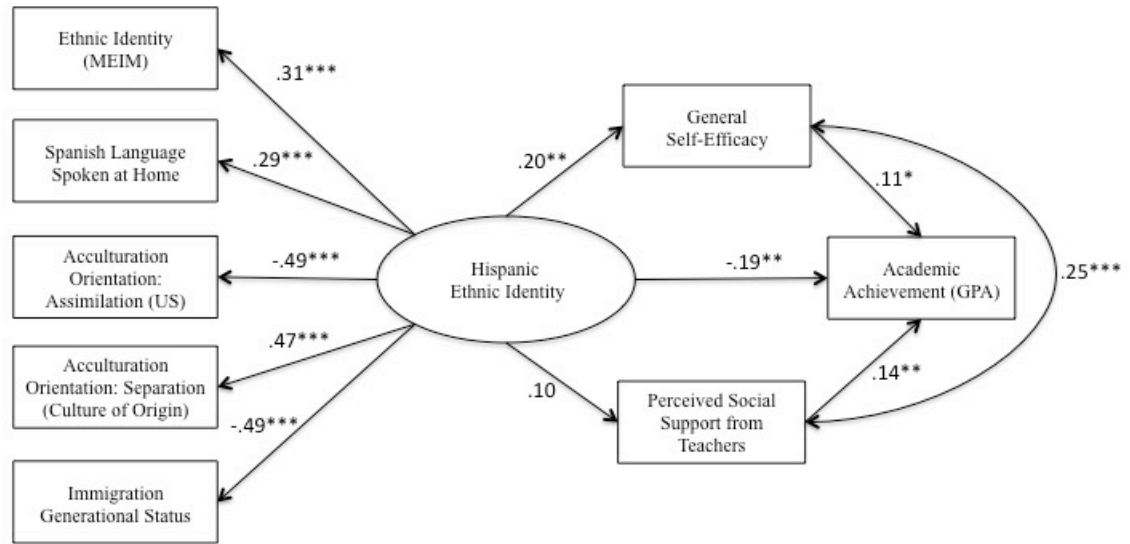 Ethnic Identity
(MEIM)
.31***
Spanish Language
Spoken at Home
.29***
Acculturation
Orientation:
Assimilation (US)
-.49***
Acculturation
Orientation: Separation
(Culture of Origin)
.47***
Immigration
Generational Status
-.49***
Hispanic
Ethnic Identity
.20**
-.19**
.10
General
Self-Efficacy
.11*
Academic
Achievement (GPA)
.25***
.14**
Perceived Social
Support from
Teachers